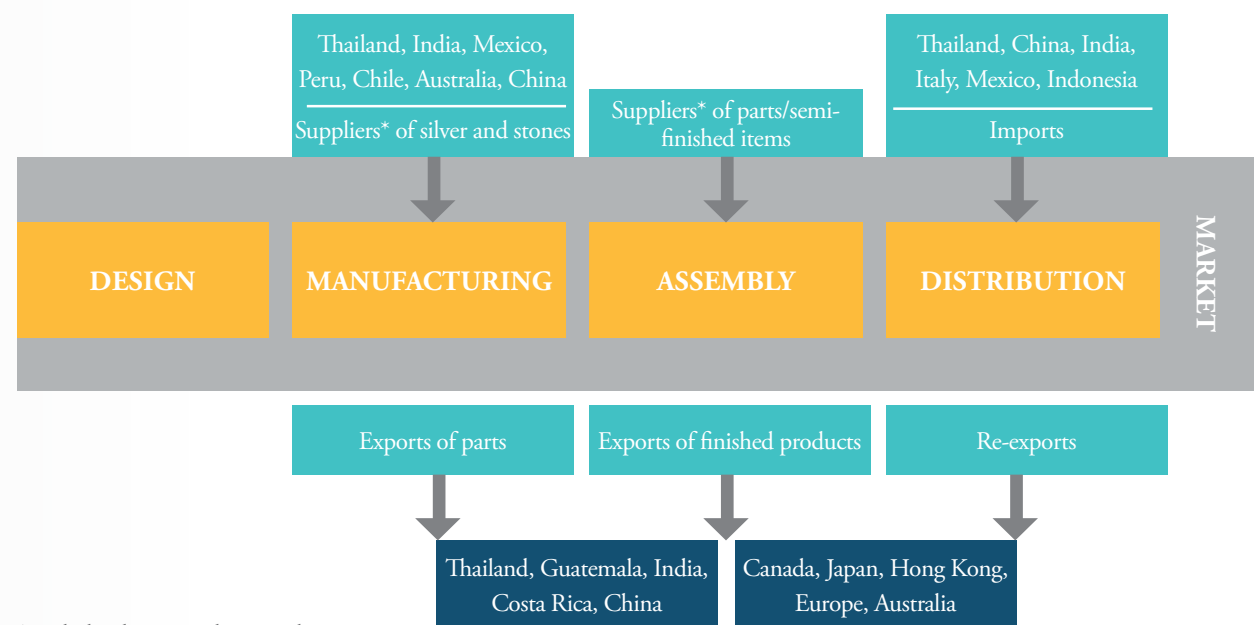 Thailand, India, Mexico,
Peru, Chile, Australia, China
Suppliers* of silver and stones
Suppliers* of parts/semi-
finished items
Thailand, China, India,
Italy, Mexico, Indonesia
Imports
DESIGN
MANUFACTURING
ASSEMBLY
DISTRIBUTION
MARKET
Exports of parts
Exports of finished products
Re-exports
Thailand, Guatemala, India,
Costa Rica, China
Canada, Japan, Hong Kong,
Europe, Australia